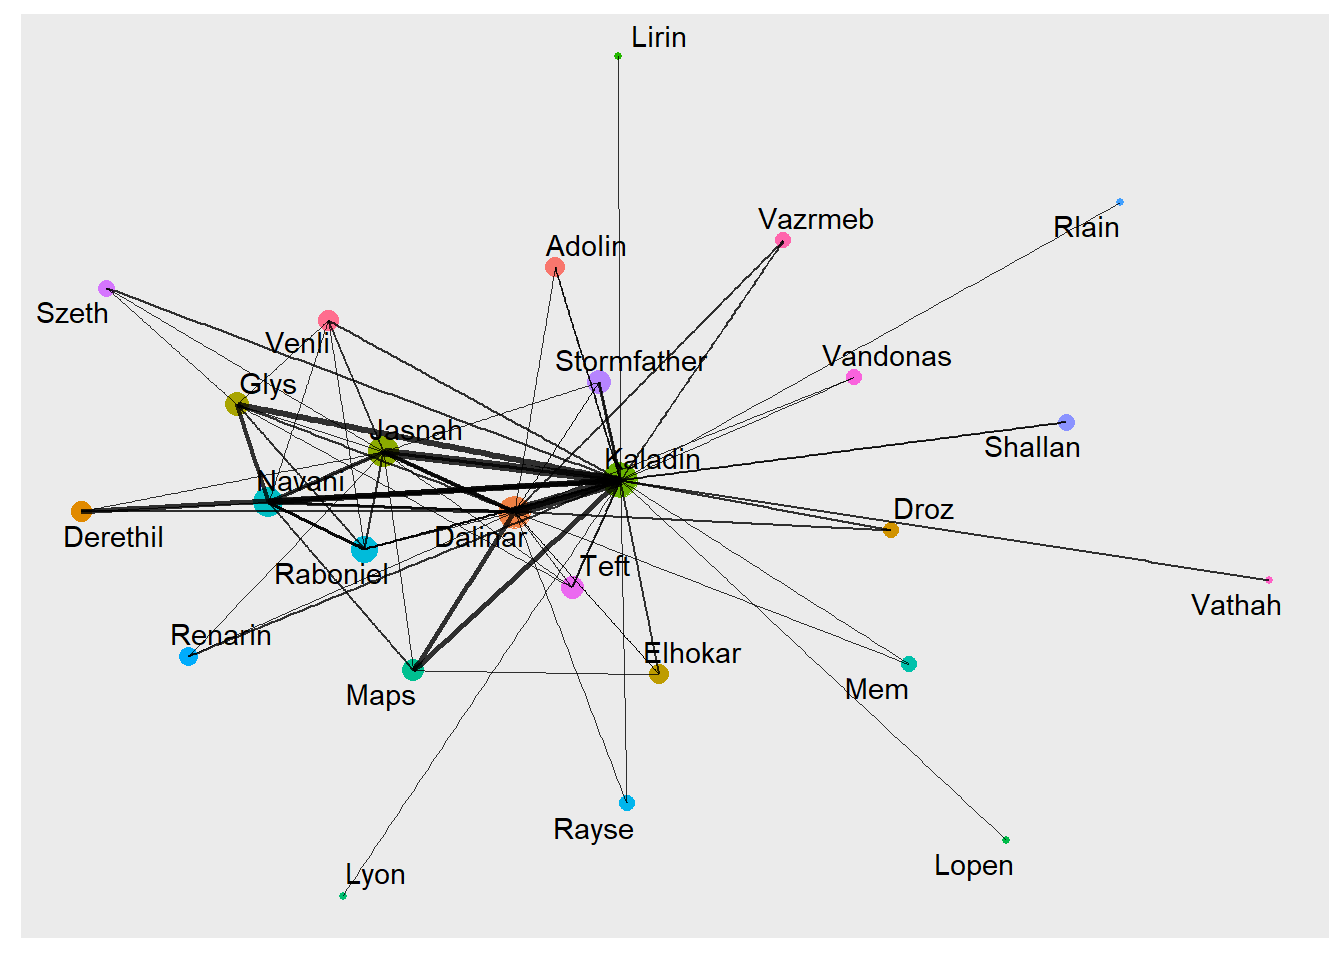 Lirin
Vazrmeb
Rlain
Adolin
Szeth
Venli
Stormfather
Vandonas
Glys
Jasnah
Shallan
Kaladin
Navani
Droz
Derethil
Dalinar
Raboniel
Teft
Vathah
Renarin
Elhokar
Maps
Mem
Rayse
Lopen
Lyon